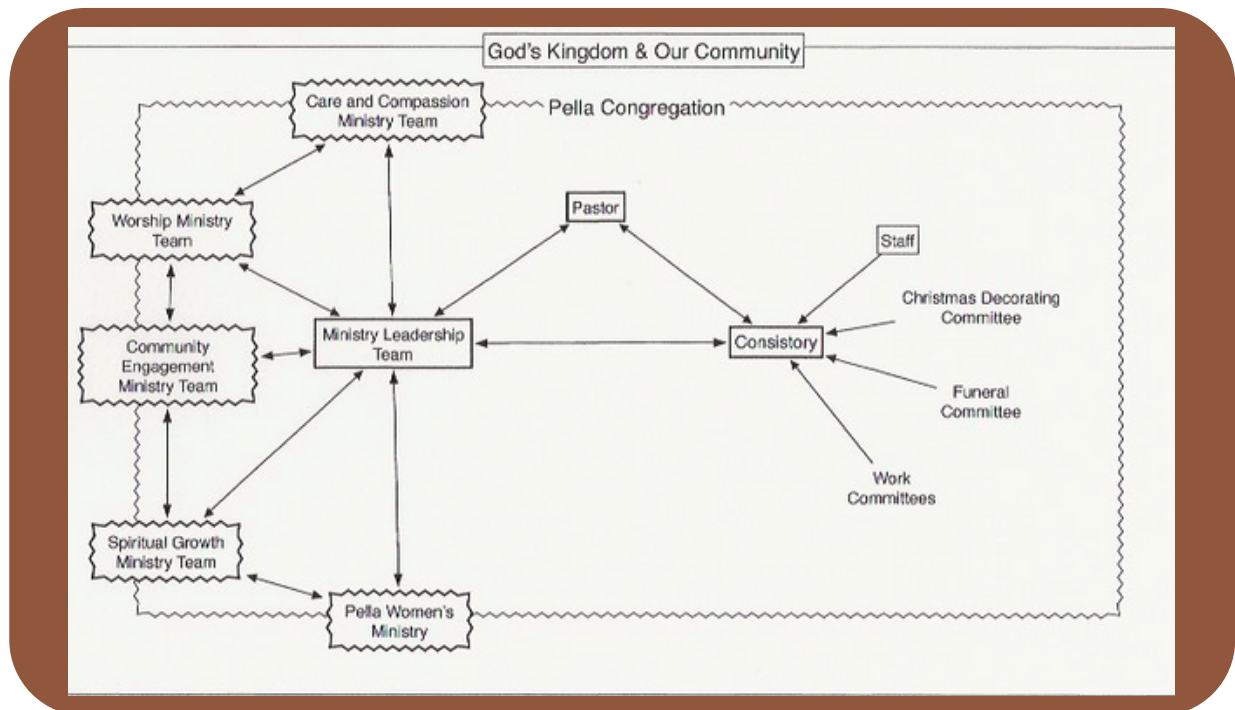 God's Kingdom & Our Community
Care and Compassion
Ministry Team
Pella Congregation
Worship Ministry
Team
Pastor
Staff
Christmas Decorating
Committee
Community
Engagement
Ministry Team
Ministry Leadership
Team
Consistory
Funeral
Committee
Work
Committees
Spiritual Growth
Ministry Team
Pella Women's
Ministry